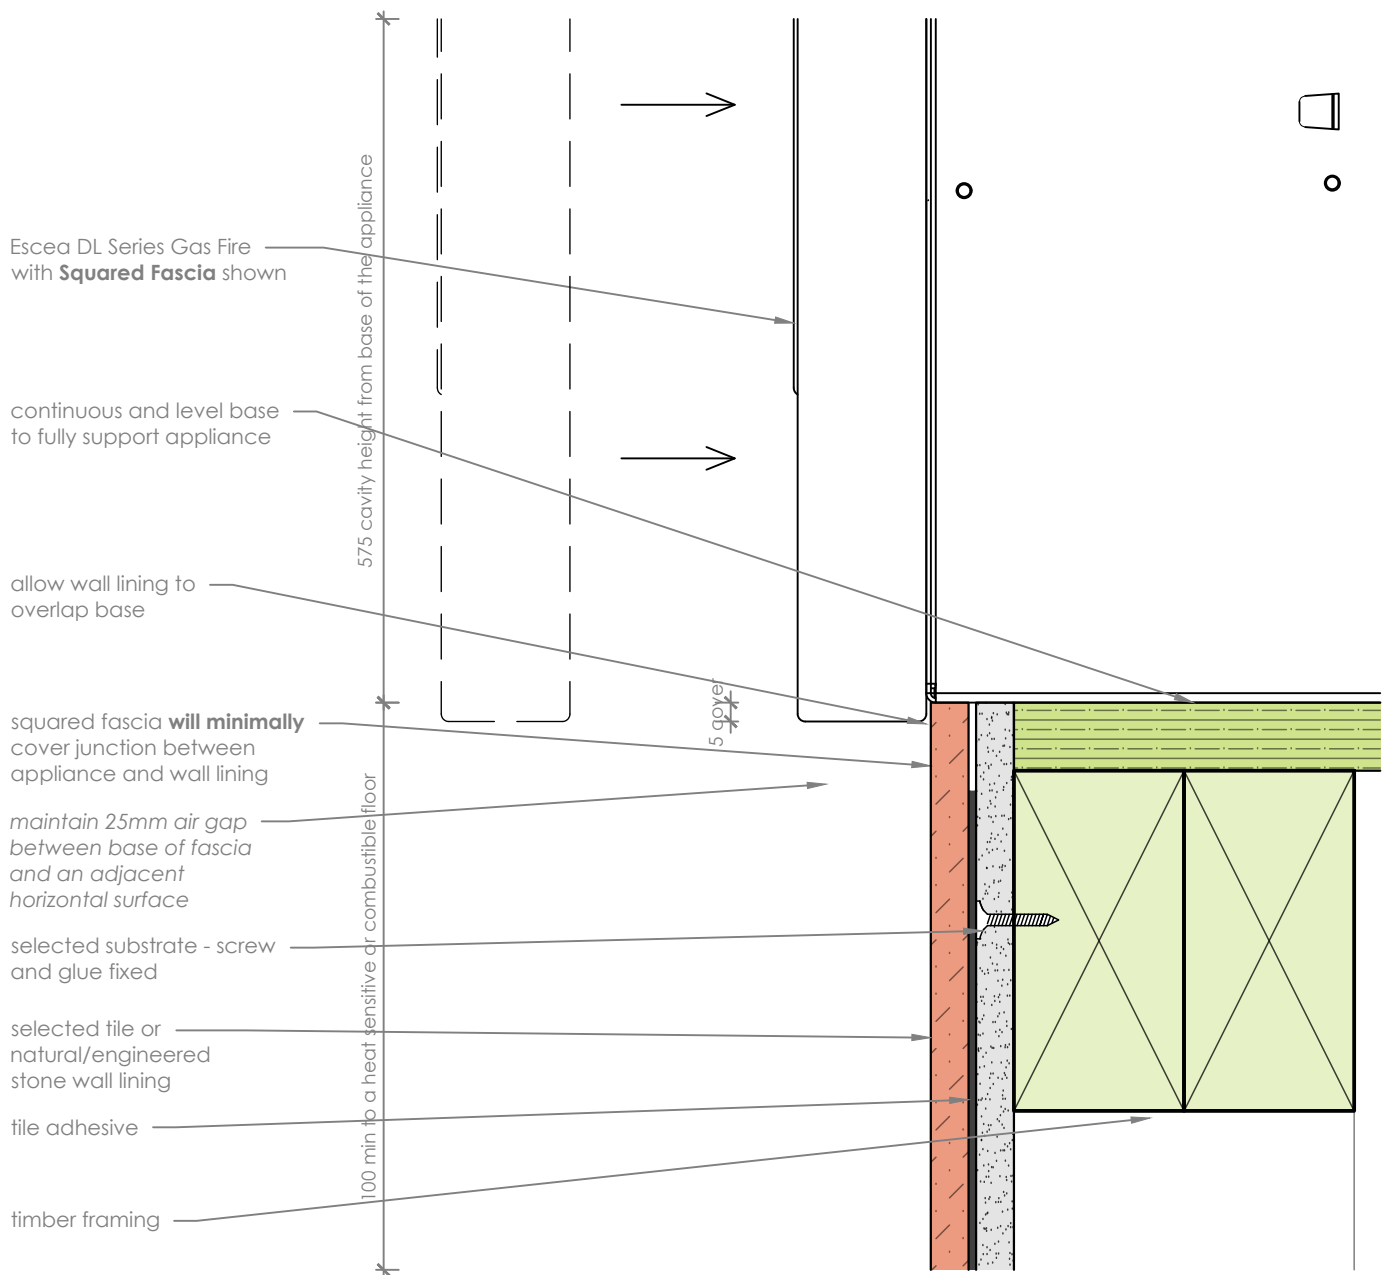 Escea DL Series Gas Fire
with Squared Fascia shown
continuous and level base
to fully support appliance
allow wall lining to
overlap base
squared fascia will minimally
cover junction between
appliance and wall lining
maintain 25mm air gap
between base of fascia
and an adjacent
horizontal surface
selected substrate - screw
and glue fixed
selected tile or
natural/engineered
stone wall lining
tile adhesive
timber framing
575 cavity height from base of the appliance
100 min to a heat sensitive or combustible floor
5 cover